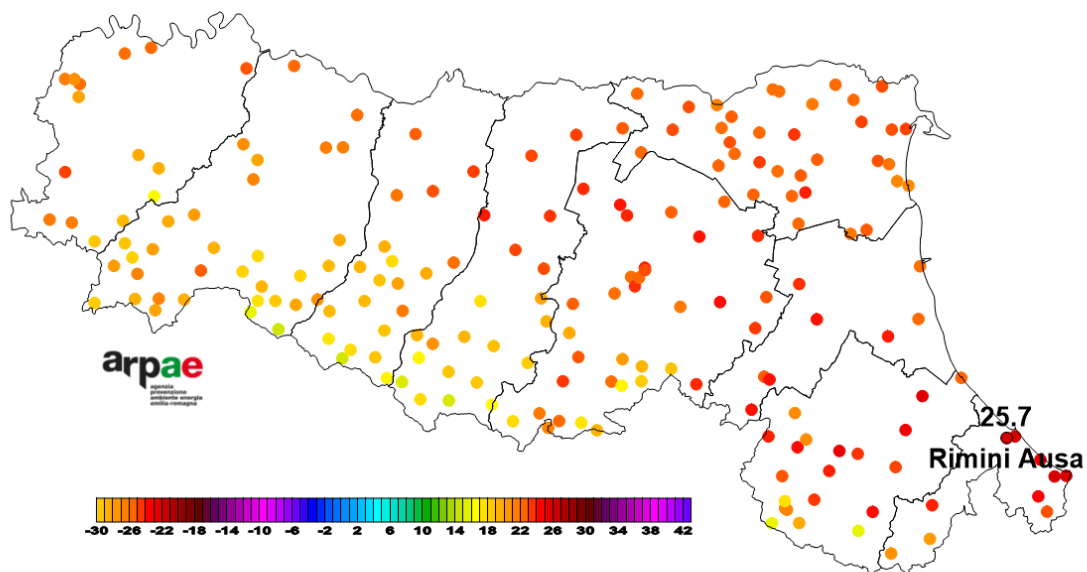 25.7
Rimini Ausa
arpae
agenzia
prevenzione
ambiente energia
emilia-romagna
-30 -26 -22 -18 -14 -10 -6 -2 2 6 10 14 18 22 26 30 34 38 42